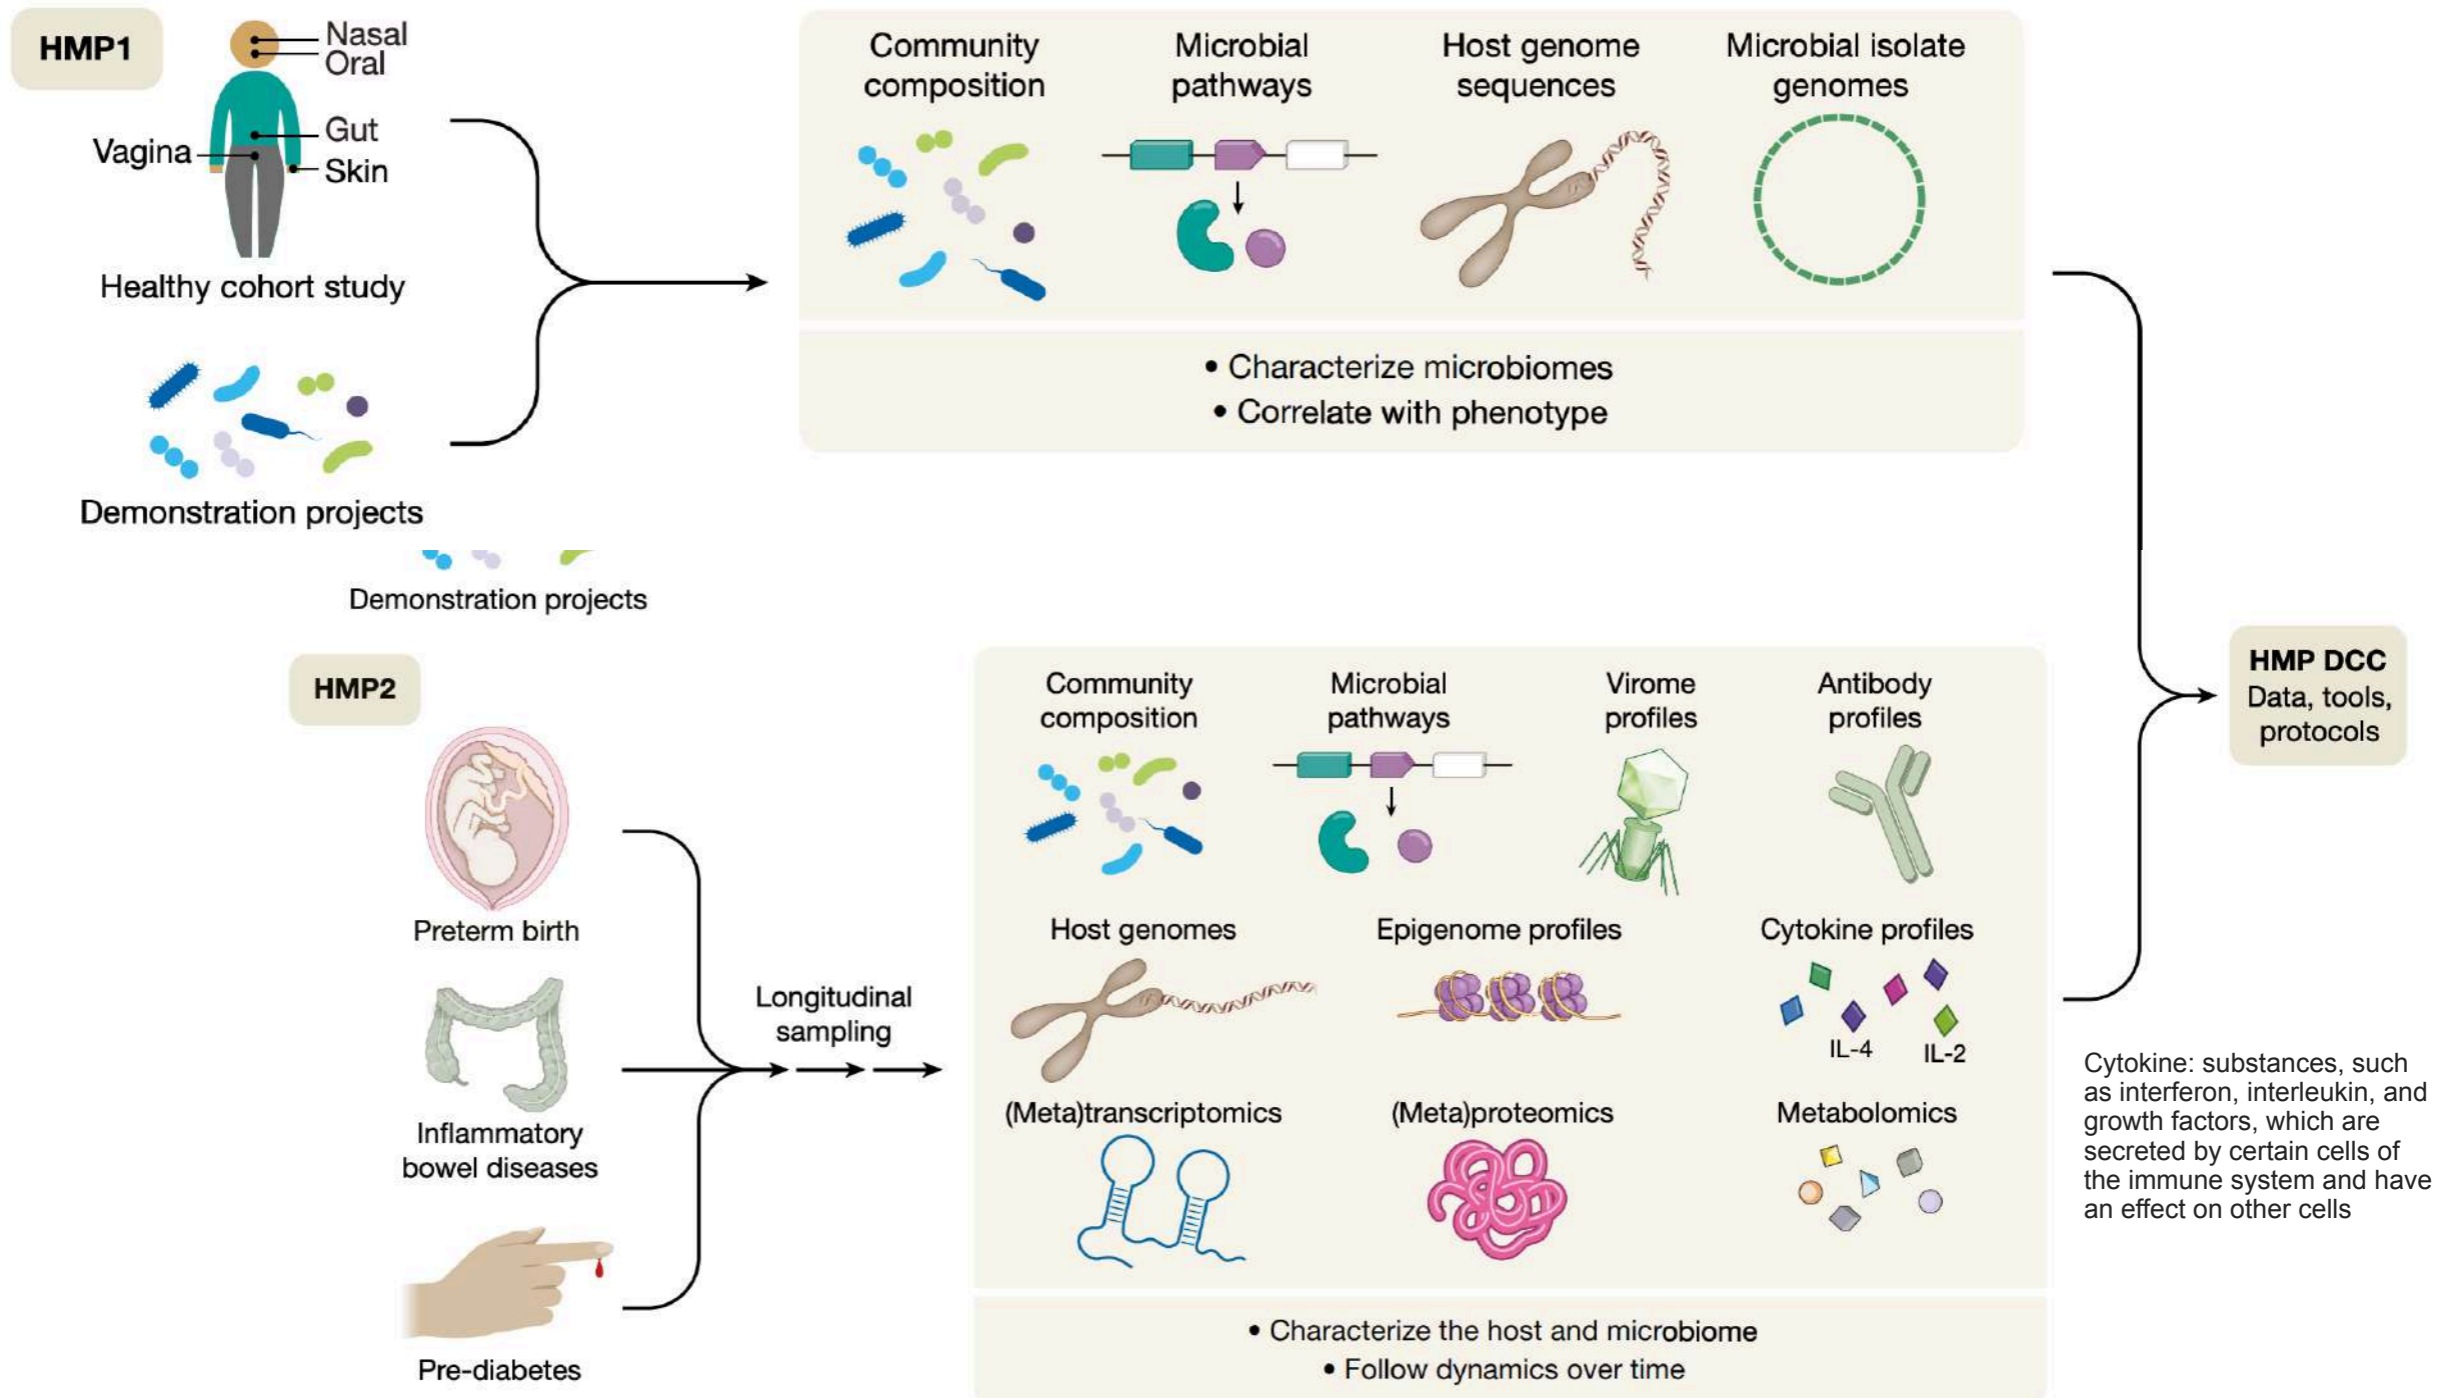 HMP1
Nasal
Oral
Gut
Vagina
Skin
Healthy cohort study
Demonstration projects
Community
composition
Microbial
pathways
Host genome
sequences
Microbial isolate
genomes
• Characterize microbiomes
• Correlate with phenotype
Demonstration projects
HMP2
Preterm birth
Inflammatory
bowel diseases
Pre-diabetes
Longitudinal
sampling
Community
composition
Microbial
pathways
Virome
profiles
Antibody
profiles
Host genomes
Epigenome profiles
Cytokine profiles
IL-4
IL-2
(Meta)transcriptomics
(Meta)proteomics
Metabolomics
• Characterize the host and microbiome
• Follow dynamics over time
HMP DCC
Data, tools,
protocols
Cytokine: substances, such
as interferon, interleukin, and
growth factors, which are
secreted by certain cells of
the immune system and have
an effect on other cells